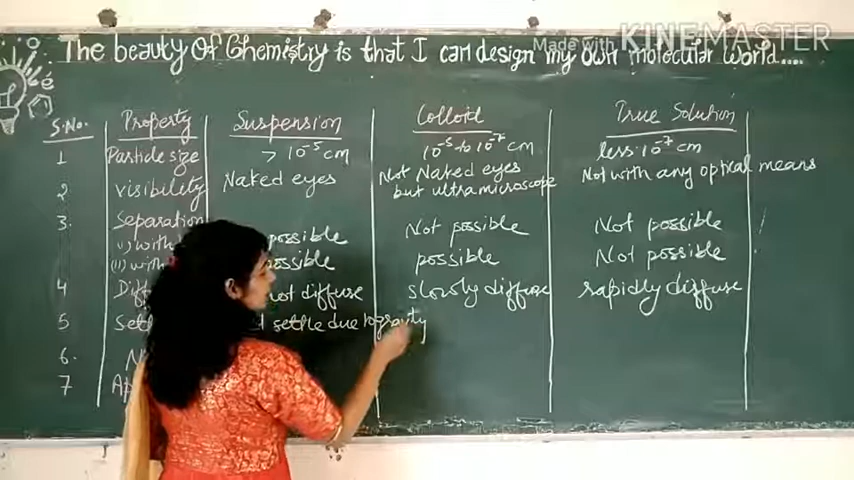 The beauty Of Chemistry is that I can design my own molecular world....
Made with KINEMASTER
S.No. Property Suspension Colloid True Solution
1 Particle size > 10⁻⁵ cm 10⁻⁵ to 10⁻⁷ cm less 10⁻⁷ cm
2 visibility Naked eyes Not Naked eyes but ultramicroscope Not with any optical means
3. Separation
(i) with possible Not possible Not possible
(ii) with possible possible Not possible
4 not diffuse slowly diffuse rapidly diffuse
5 settle due to gravity
6.
7